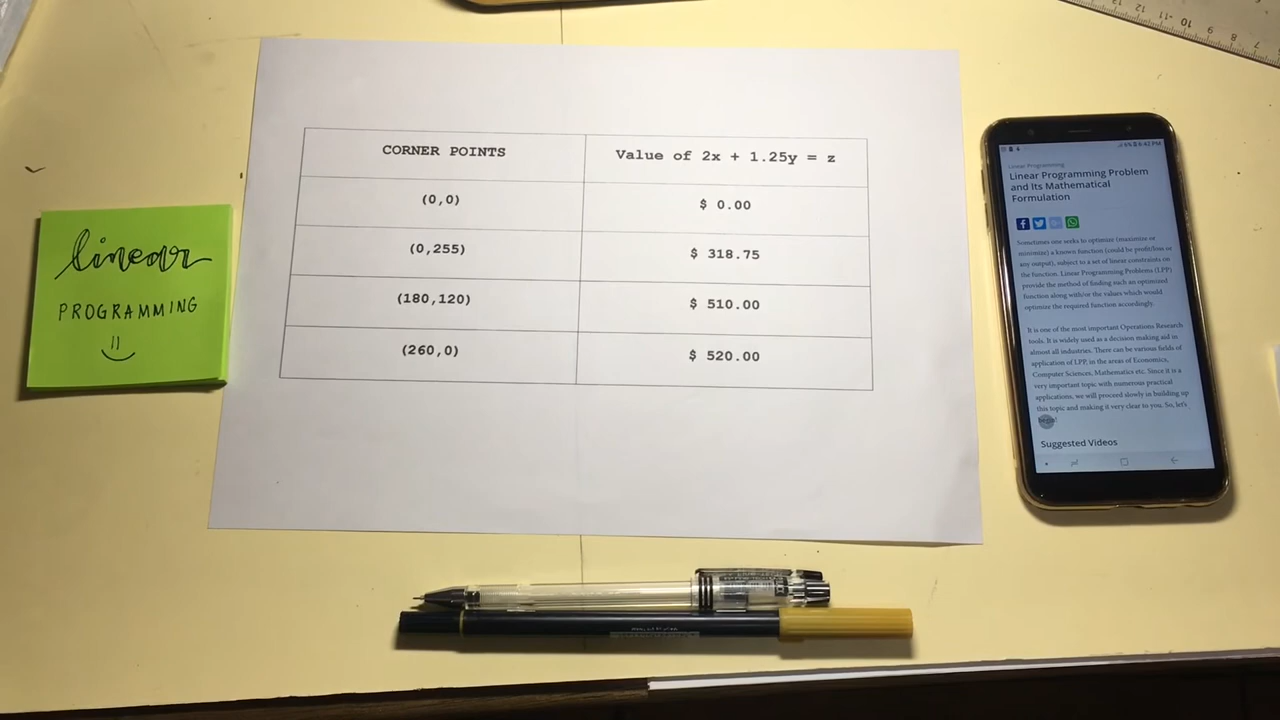 linear
PROGRAMMING
CORNER POINTS
Value of 2x + 1.25y = z
(0,0)
$ 0.00
(0,255)
$ 318.75
(180,120)
$ 510.00
(260,0)
$ 520.00
Linear Programming
Linear Programming Problem
and Its Mathematical
Formulation
Sometimes one seeks to optimize (maximize or
minimize) a known function (could be profit/loss or
any output), subject to a set of linear constraints on
the function. Linear Programming Problems (LPP)
provide the method of finding such an optimized
function along with/or the values which would
optimize the required function accordingly.
It is one of the most important Operations Research
tools. It is widely used as a decision making aid in
almost all industries. There can be various fields of
application of LPP, in the areas of Economics,
Computer Sciences, Mathematics etc. Since it is a
very important topic with numerous practical
applications, we will proceed slowly in building up
this topic and making it very clear to you. So, let's
Suggested Videos
12
11
10
9
8
7